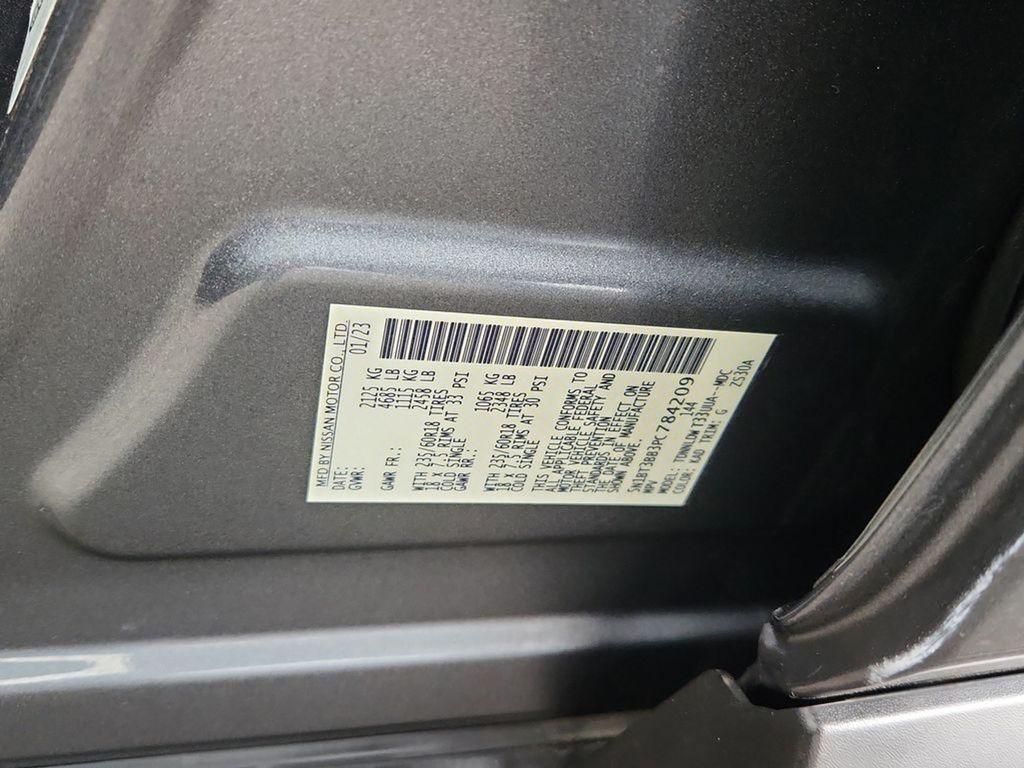 MFD BY NISSAN MOTOR CO., LTD.
DATE: 01/23
GVWR: 2125 KG
4685 LB
GAWR FR.: 1115 KG
2458 LB
WITH 235/60R18 TIRES
18 X 7.5 RIMS AT 33 PSI
COLD SINGLE
GAWR RR.: 1065 KG
2348 LB
WITH 235/60R18 TIRES
18 X 7.5 RIMS AT 30 PSI
COLD SINGLE
THIS VEHICLE CONFORMS TO
ALL APPLICABLE FEDERAL
MOTOR VEHICLE SAFETY AND
THEFT PREVENTION
STANDARDS IN EFFECT ON
THE DATE OF MANUFACTURE
SHOWN ABOVE.
5N1BT3BB3PC784209
MPV 144
MODEL: MDC
COLOR: KAD TRIM: G ZS30A